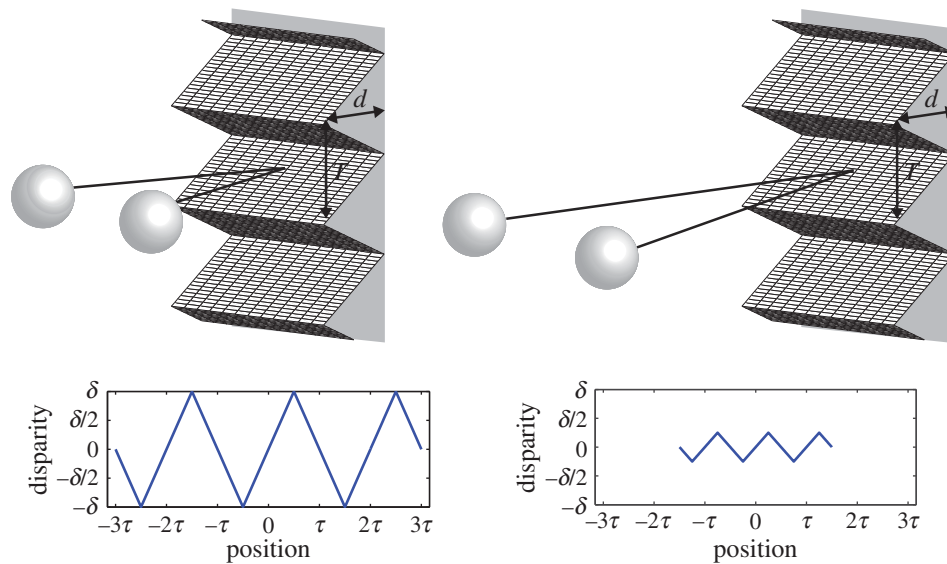 d
T
d
T
δ
δ/2
0
−δ/2
−δ
disparity
−3τ −2τ −τ 0 τ 2τ 3τ
position
δ
δ/2
0
−δ/2
−δ
disparity
−3τ −2τ −τ 0 τ 2τ 3τ
position